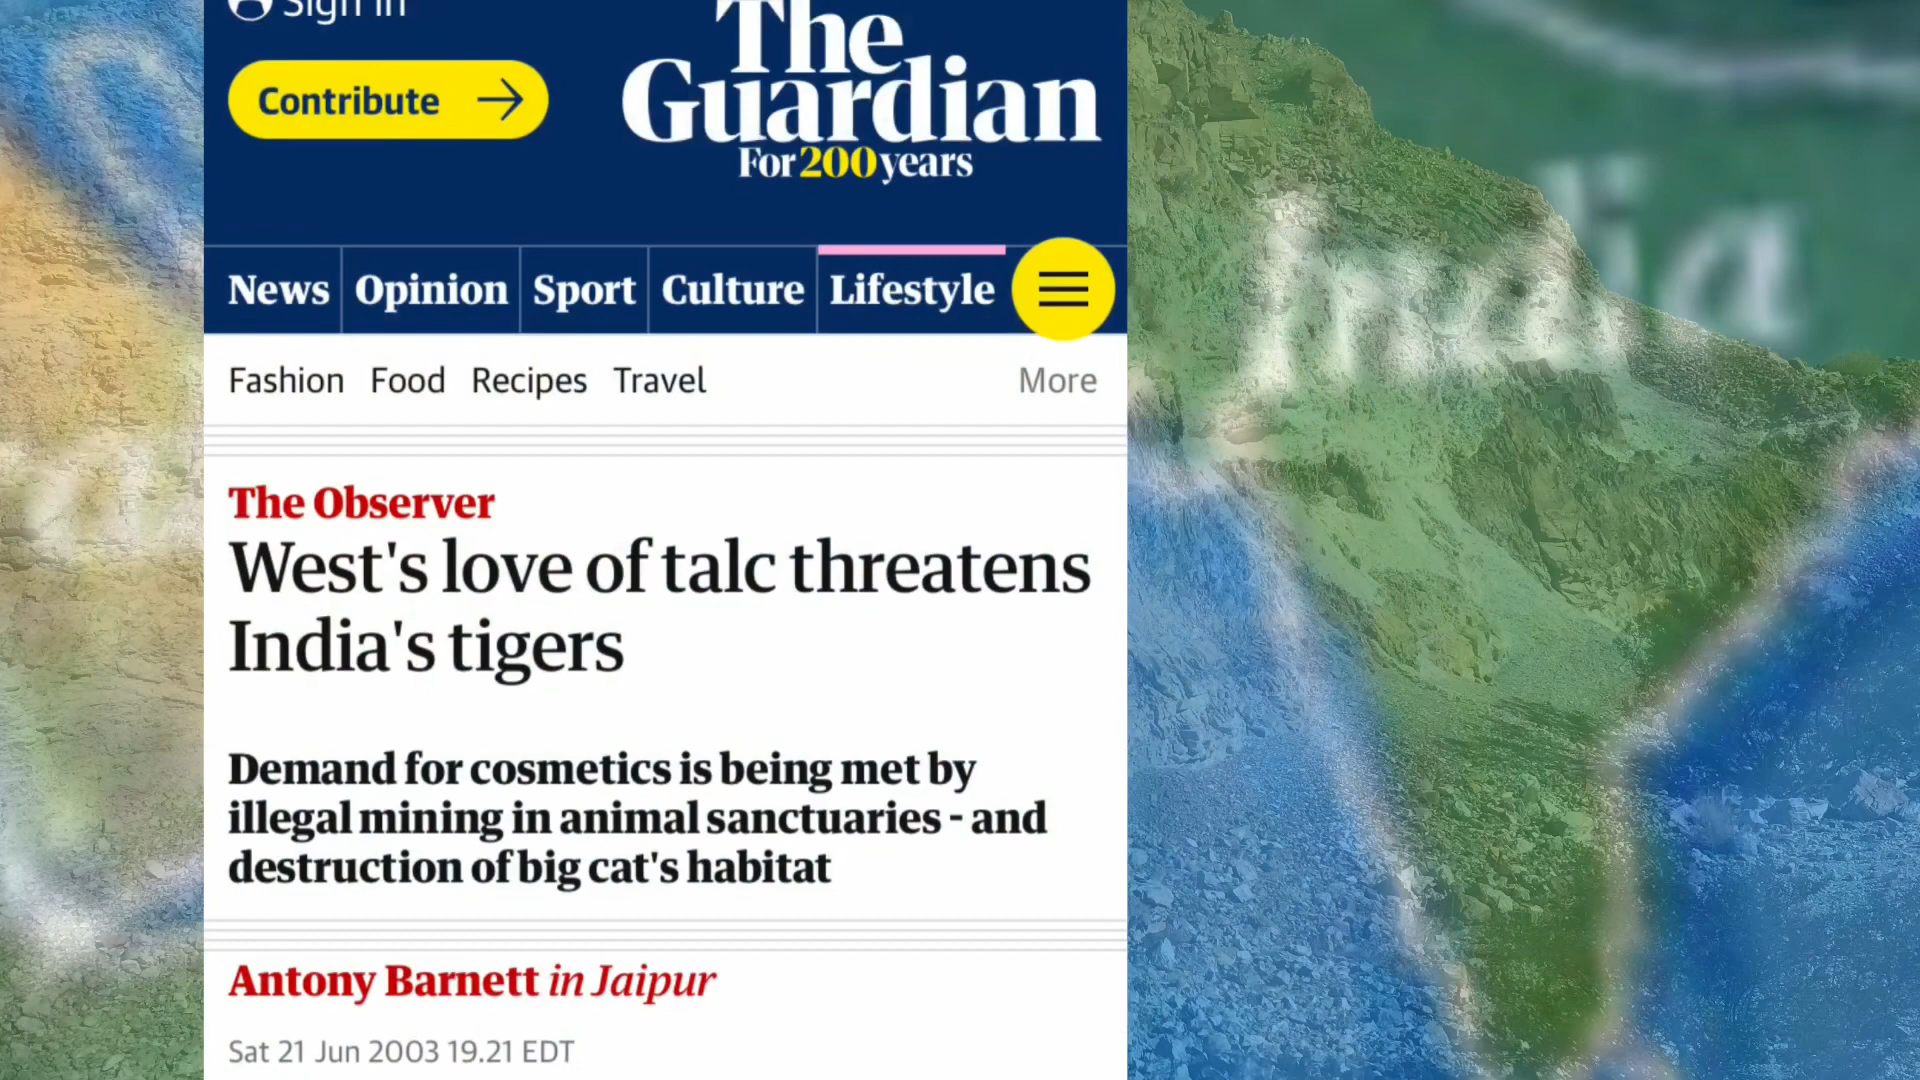 Sign in
Contribute
The
Guardian
For 200 years
News Opinion Sport Culture Lifestyle
Fashion Food Recipes Travel More
The Observer
West's love of talc threatens
India's tigers
Demand for cosmetics is being met by
illegal mining in animal sanctuaries - and
destruction of big cat's habitat
Antony Barnett in Jaipur
Sat 21 Jun 2003 19.21 EDT
India